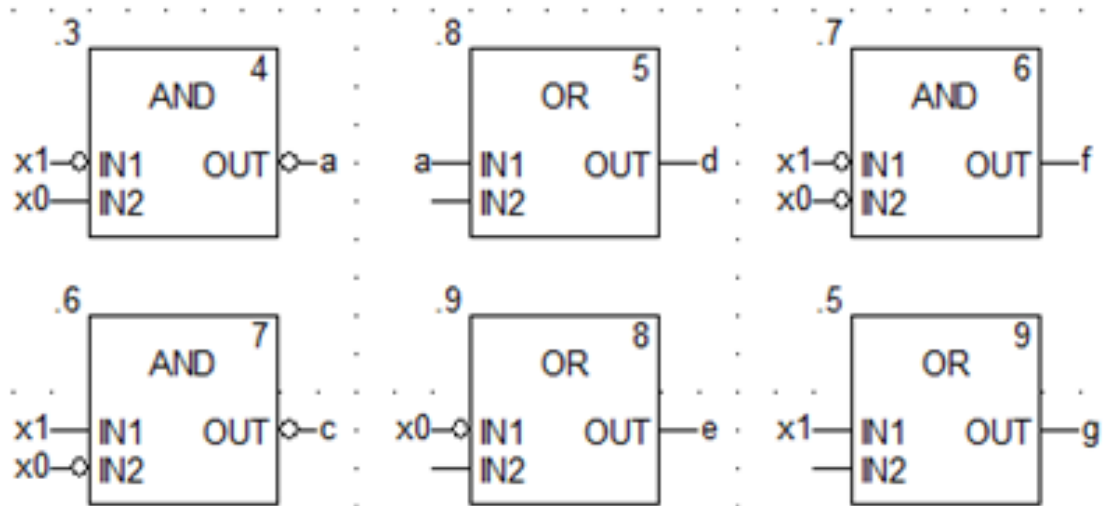 .3
4
AND
x1 IN1 OUT a
x0 IN2
.8
5
OR
a IN1 OUT d
IN2
.7
6
AND
x1 IN1 OUT f
x0 IN2
.6
7
AND
x1 IN1 OUT c
x0 IN2
.9
8
OR
x0 IN1 OUT e
IN2
.5
9
OR
x1 IN1 OUT g
IN2